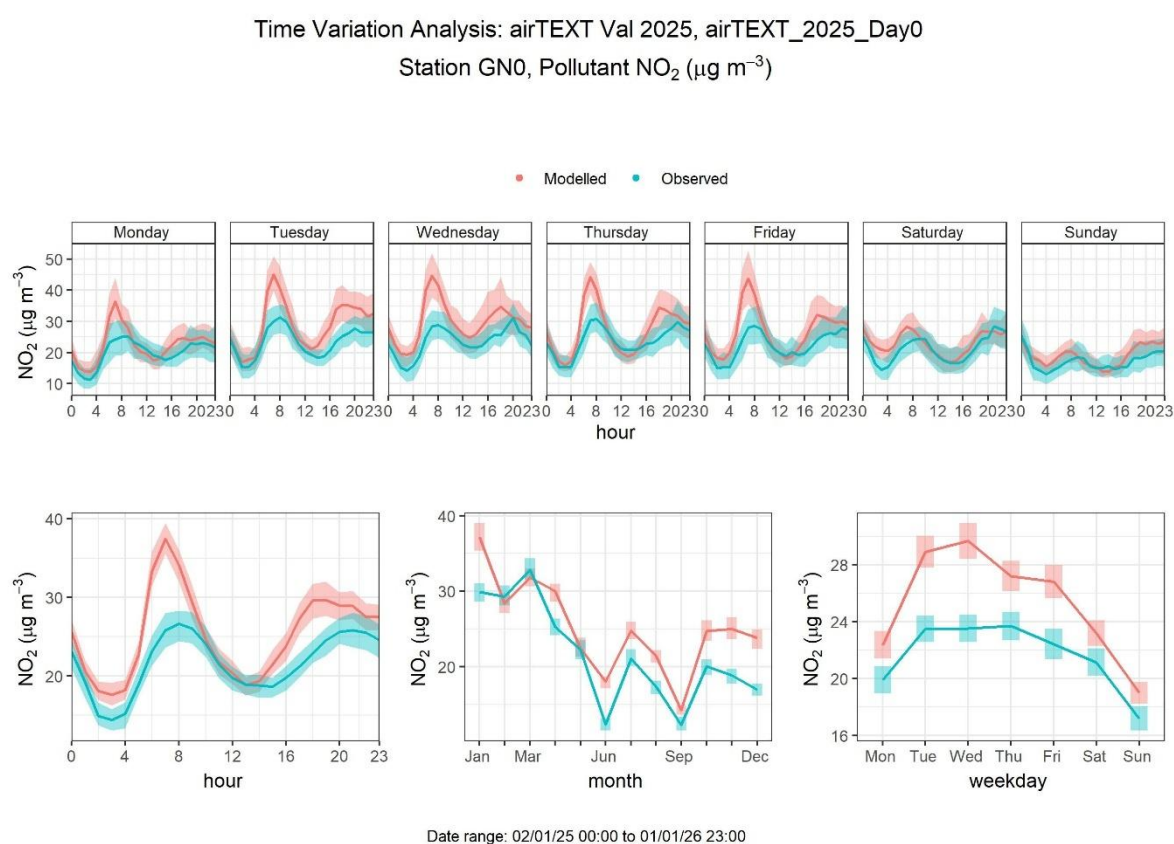 Time Variation Analysis: airTEXT Val 2025, airTEXT_2025_Day0
Station GN0, Pollutant NO₂ (μg m⁻³)
Modelled Observed
Monday Tuesday Wednesday Thursday Friday Saturday Sunday
NO₂ (μg m⁻³)
50
40
30
20
10
0 4 8 12 16 2023 0 4 8 12 16 2023 0 4 8 12 16 2023 0 4 8 12 16 2023 0 4 8 12 16 2023 0 4 8 12 16 2023 0 4 8 12 16 2023
hour
NO₂ (μg m⁻³)
40
30
20
0 4 8 12 16 20 23
hour
NO₂ (μg m⁻³)
40
30
20
Jan Mar Jun Sep Dec
month
NO₂ (μg m⁻³)
28
24
20
16
Mon Tue Wed Thu Fri Sat Sun
weekday
Date range: 02/01/25 00:00 to 01/01/26 23:00